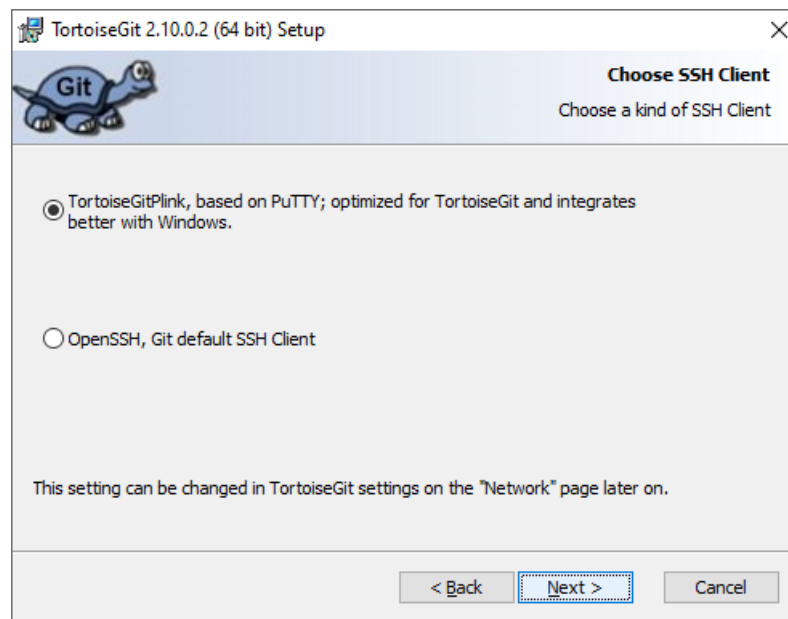 TortoiseGit 2.10.0.2 (64 bit) Setup
Git
Choose SSH Client
Choose a kind of SSH Client
TortoiseGitPlink, based on PuTTY; optimized for TortoiseGit and integrates
better with Windows.
OpenSSH, Git default SSH Client
This setting can be changed in TortoiseGit settings on the "Network" page later on.
< Back
Next >
Cancel